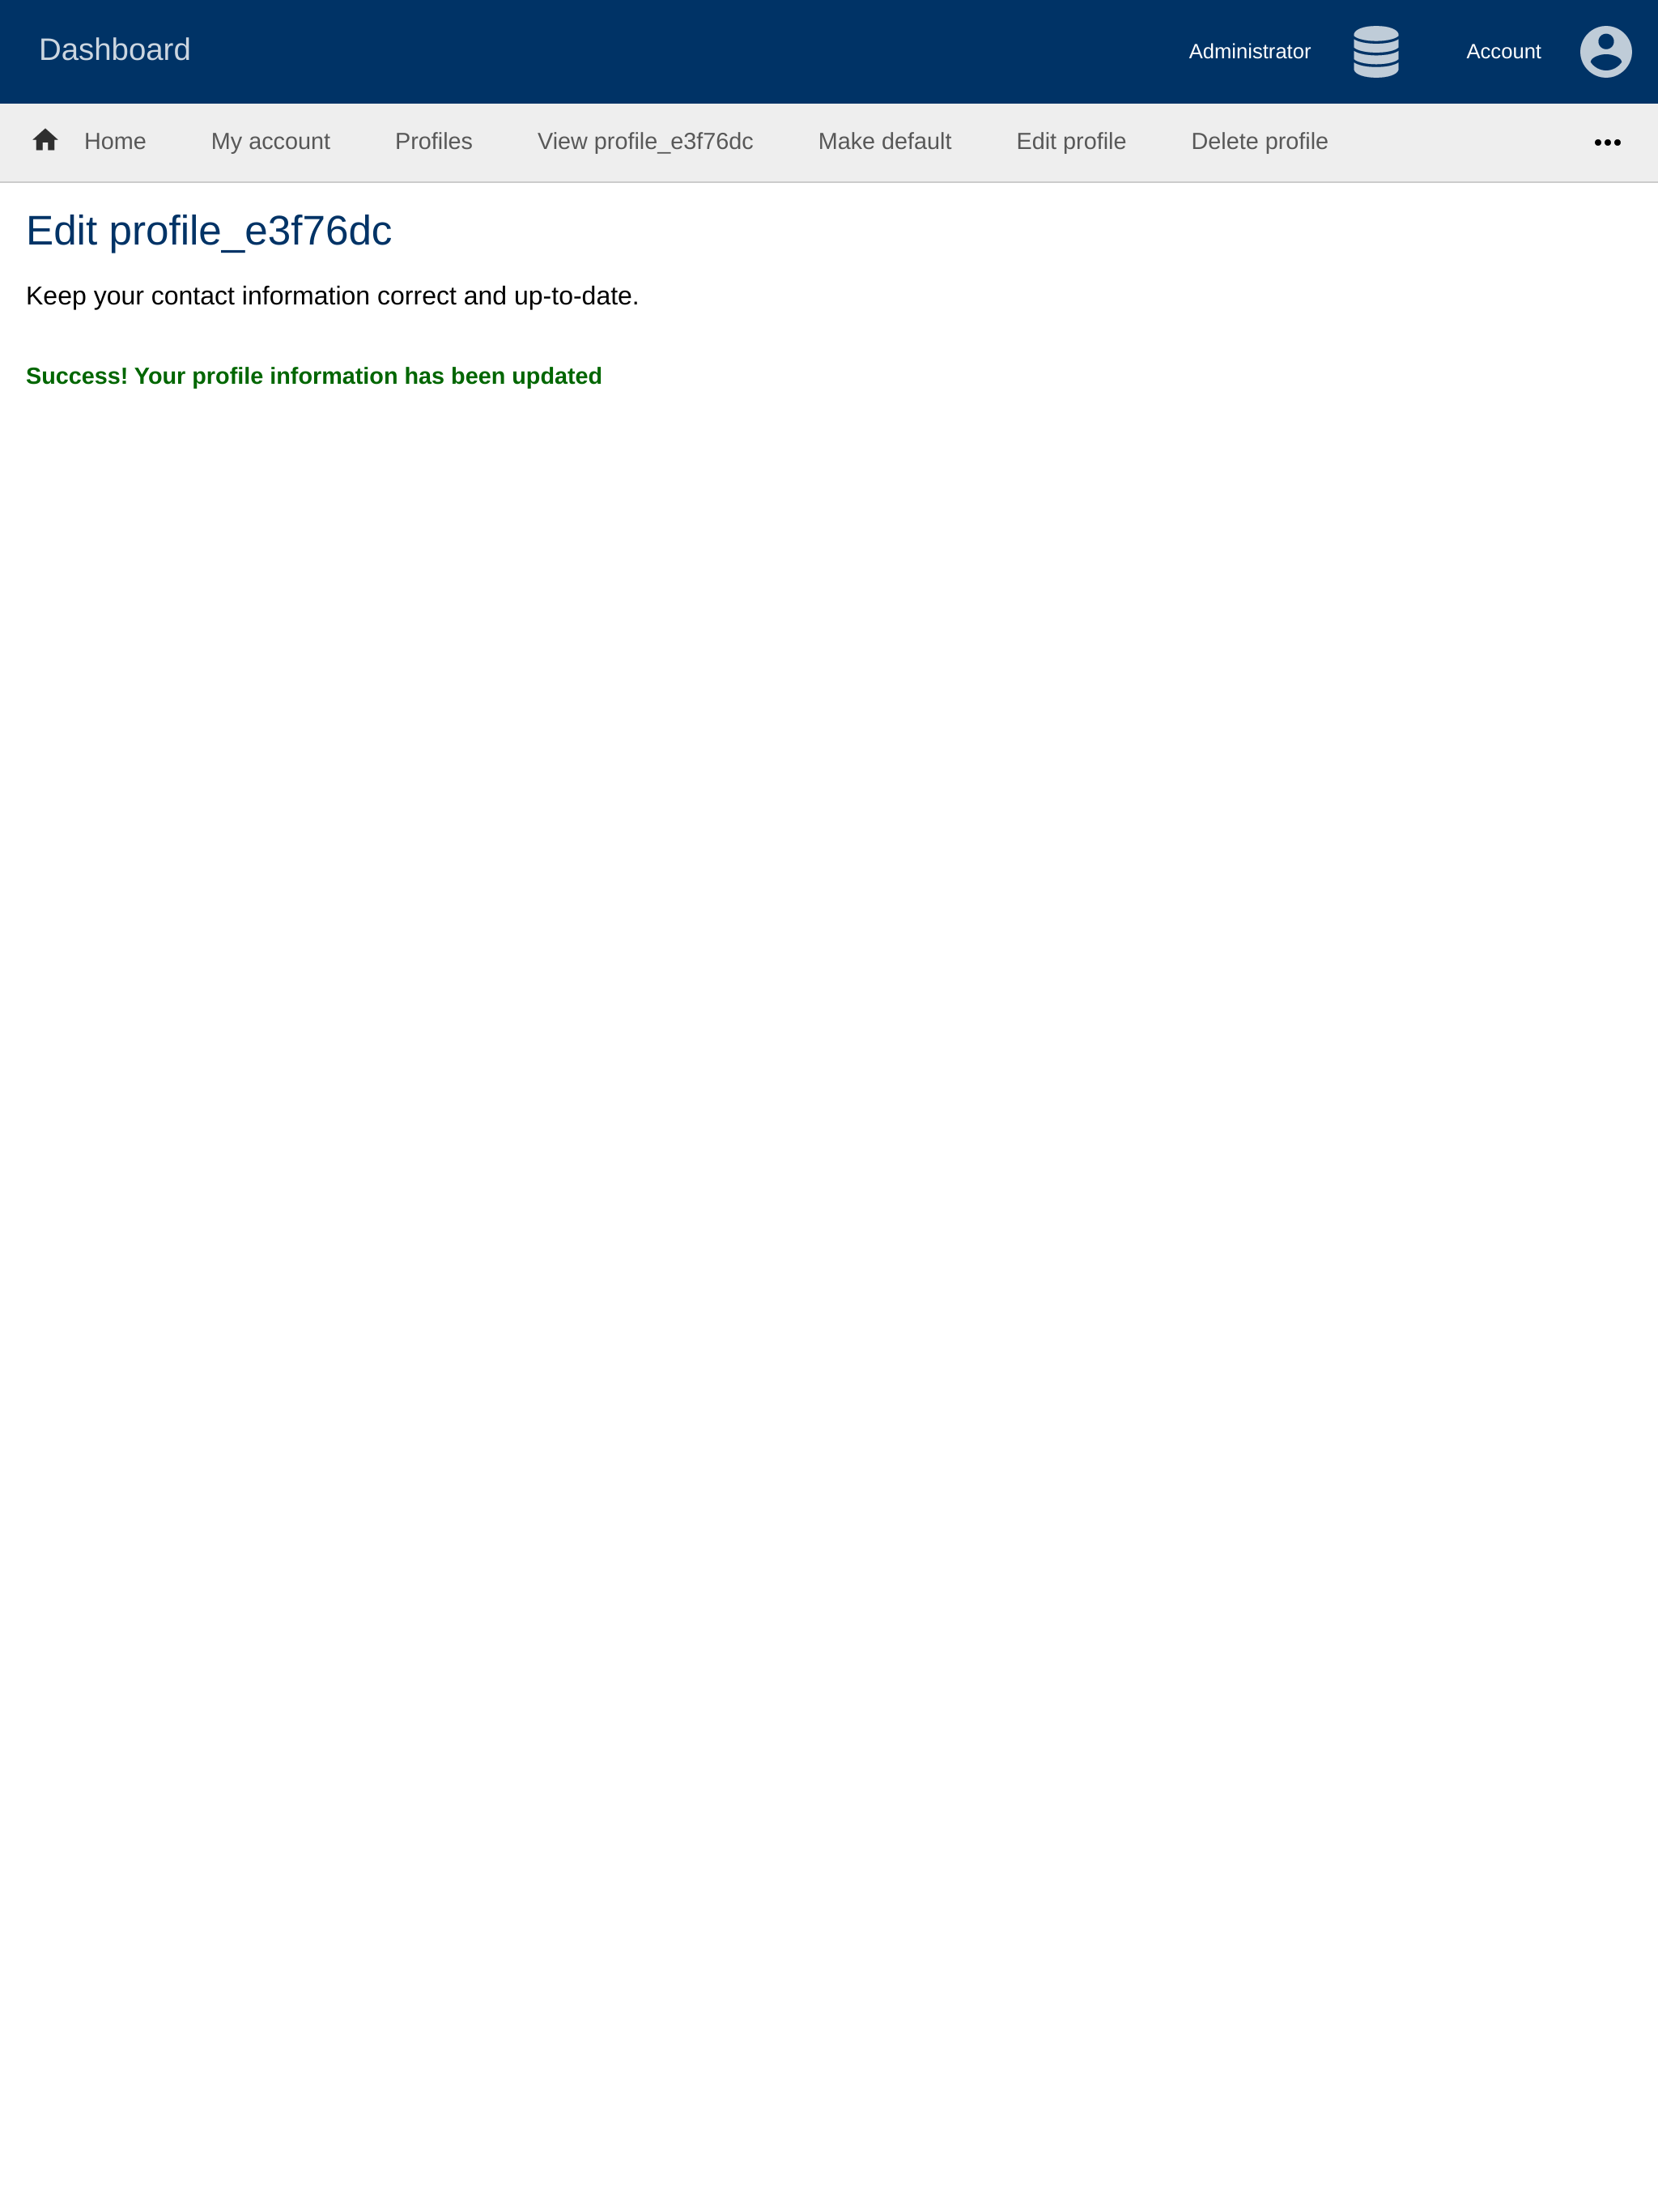 Dashboard
Administrator
Account
Home
My account
Profiles
View profile_e3f76dc
Make default
Edit profile
Delete profile
Edit profile_e3f76dc
Keep your contact information correct and up-to-date.
Success! Your profile information has been updated